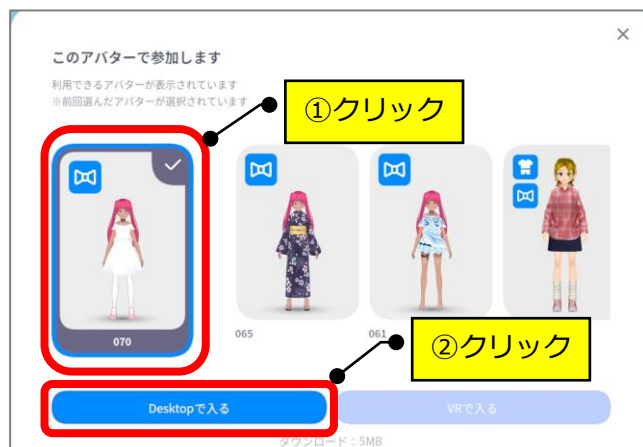 このアバターで参加します
利用できるアバターが表示されています
※前回選んだアバターが選択されています
①クリック
070
065
061
②クリック
Desktopで入る
VRで入る
ダウンロード：5MB